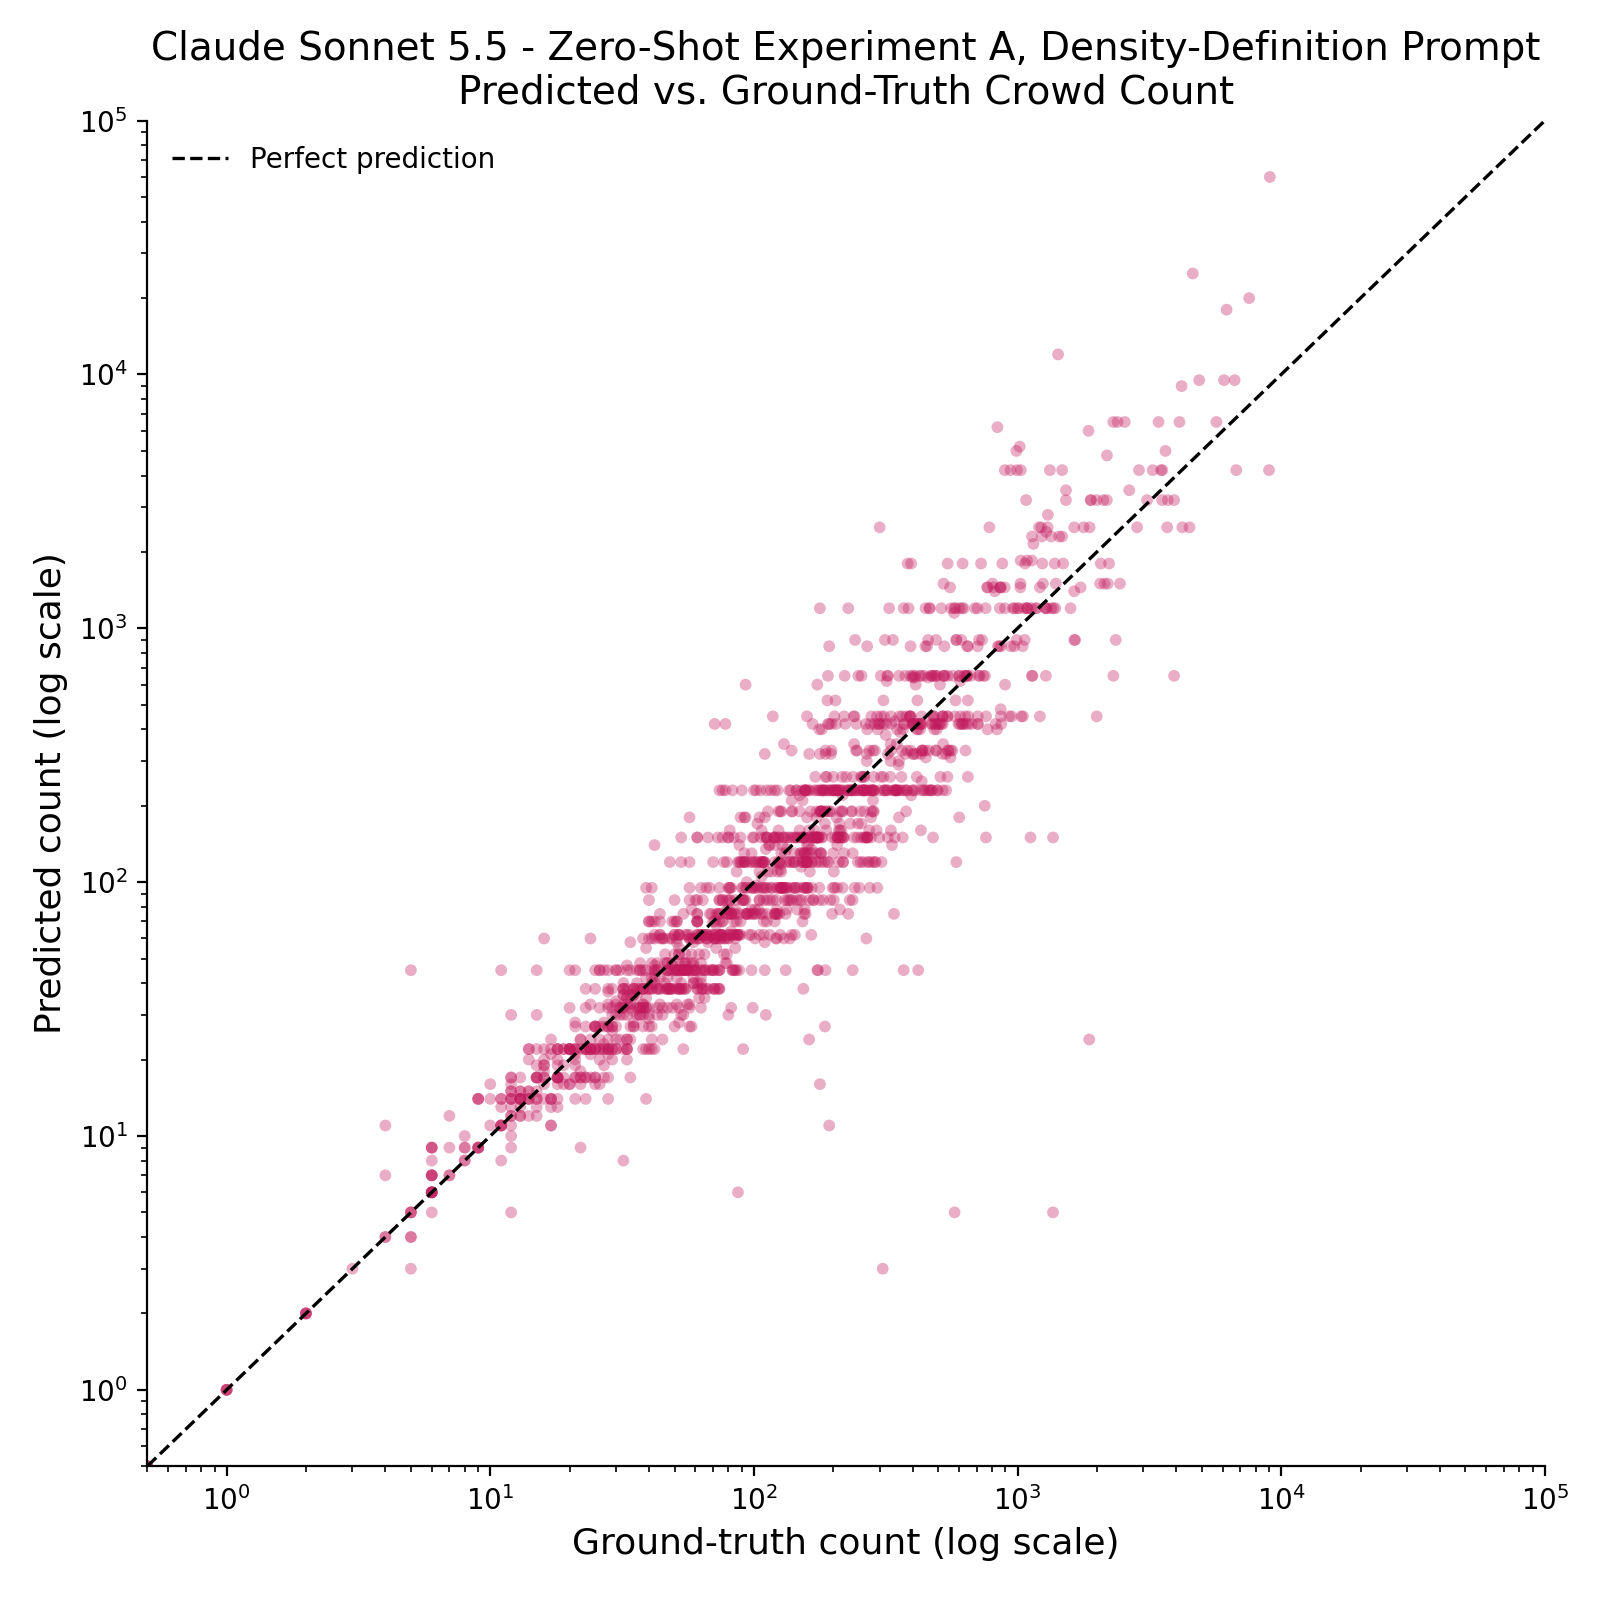 Claude Sonnet 5.5 - Zero-Shot Experiment A, Density-Definition Prompt
Predicted vs. Ground-Truth Crowd Count
Perfect prediction
Predicted count (log scale)
10⁵
10⁴
10³
10²
10¹
10⁰
10⁰ 10¹ 10² 10³ 10⁴ 10⁵
Ground-truth count (log scale)